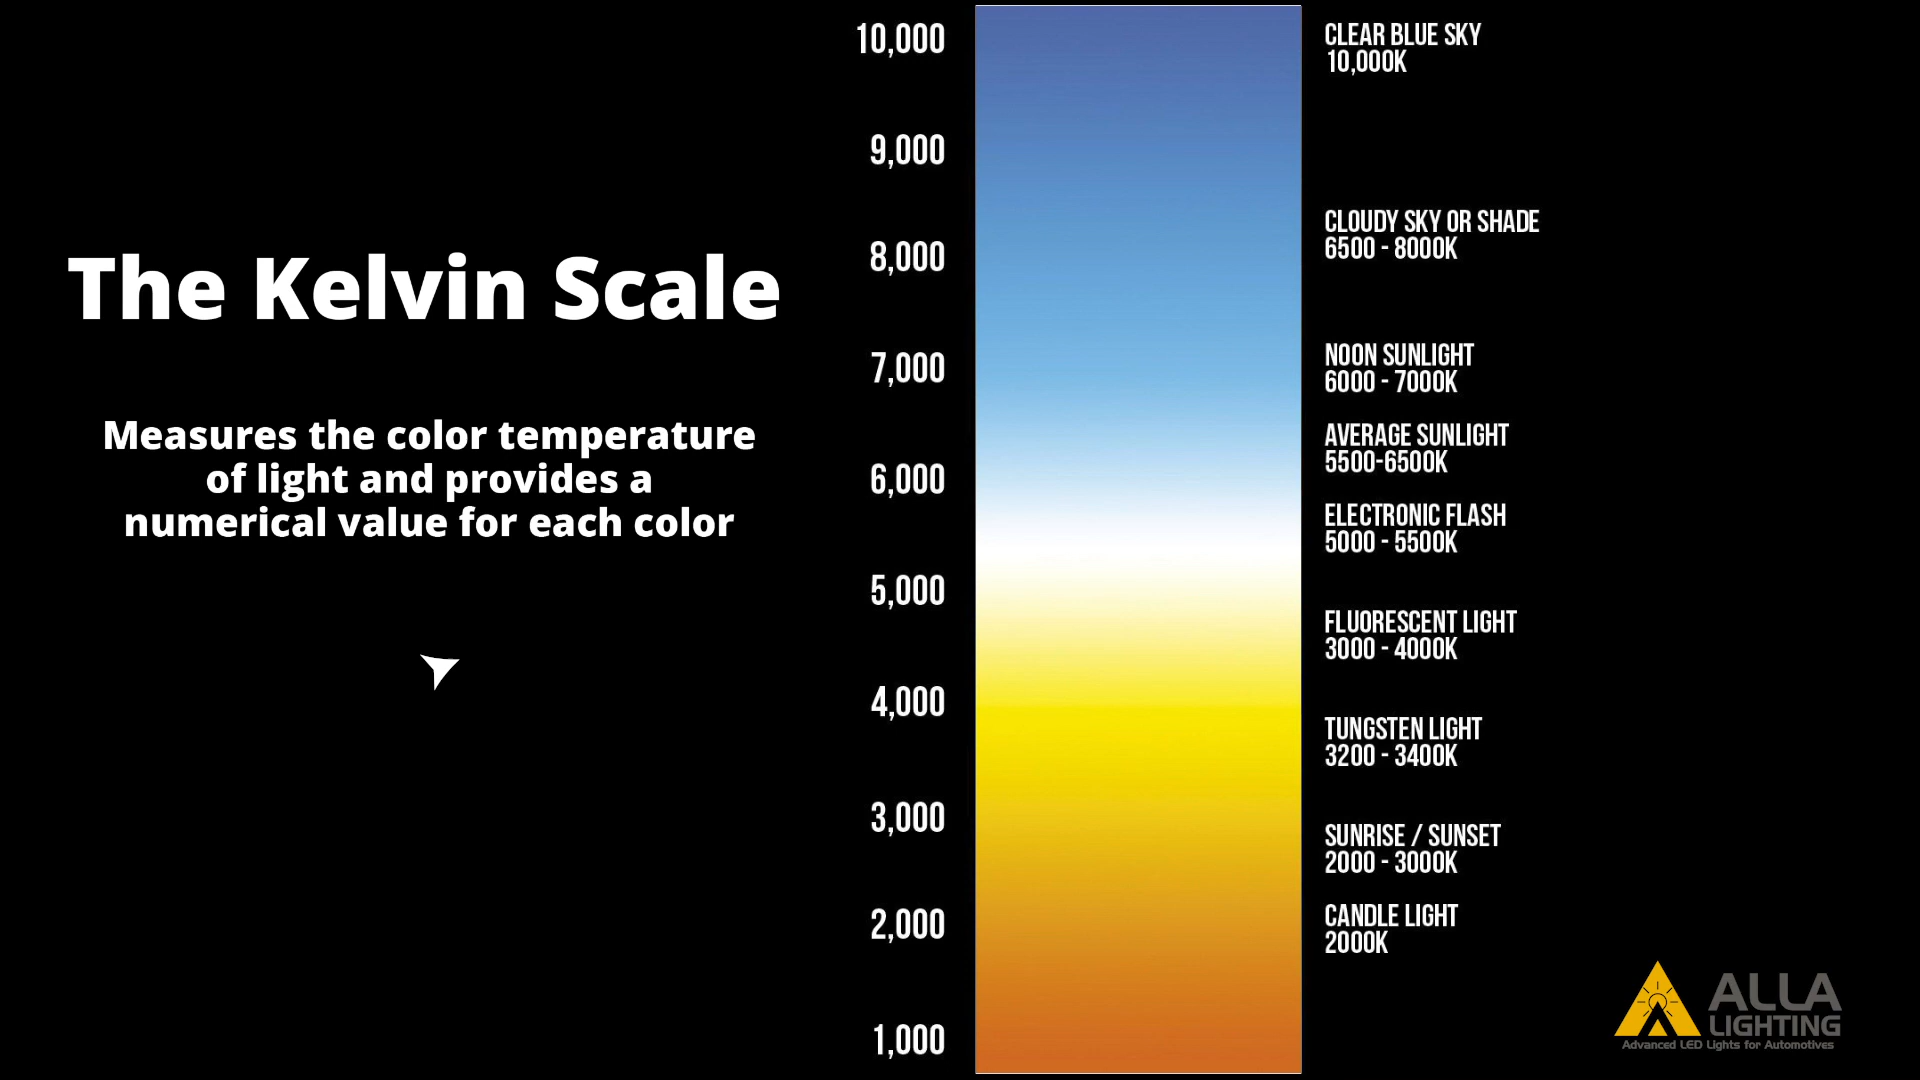 The Kelvin Scale
Measures the color temperature
of light and provides a
numerical value for each color
10,000
9,000
8,000
7,000
6,000
5,000
4,000
3,000
2,000
1,000
CLEAR BLUE SKY
10,000K
CLOUDY SKY OR SHADE
6500 - 8000K
NOON SUNLIGHT
6000 - 7000K
AVERAGE SUNLIGHT
5500-6500K
ELECTRONIC FLASH
5000 - 5500K
FLUORESCENT LIGHT
3000 - 4000K
TUNGSTEN LIGHT
3200 - 3400K
SUNRISE / SUNSET
2000 - 3000K
CANDLE LIGHT
2000K
ALLA
LIGHTING
Advanced LED Lights for Automotives